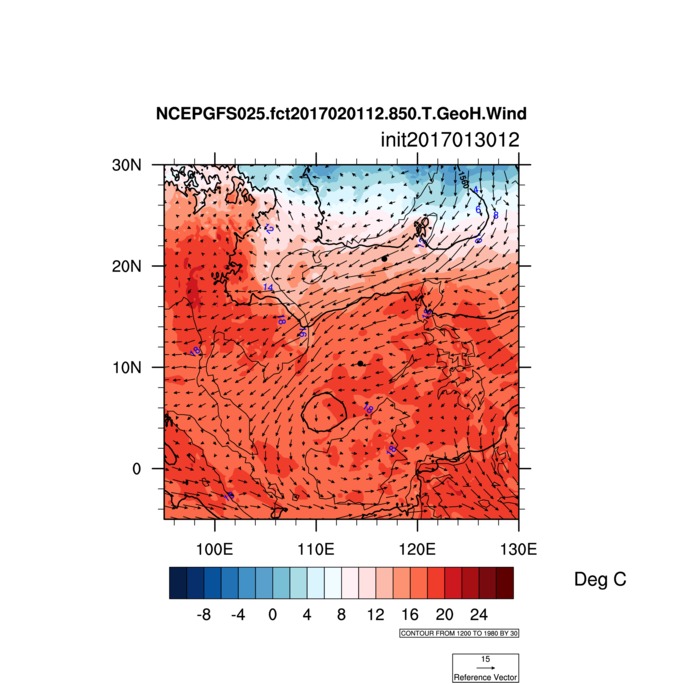 NCEPGFS025.fct2017020112.850.T.GeoH.Wind
init2017013012
30N
20N
10N
0
100E 110E 120E 130E
-8 -4 0 4 8 12 16 20 24
Deg C
CONTOUR FROM 1200 TO 1980 BY 30
15
Reference Vector